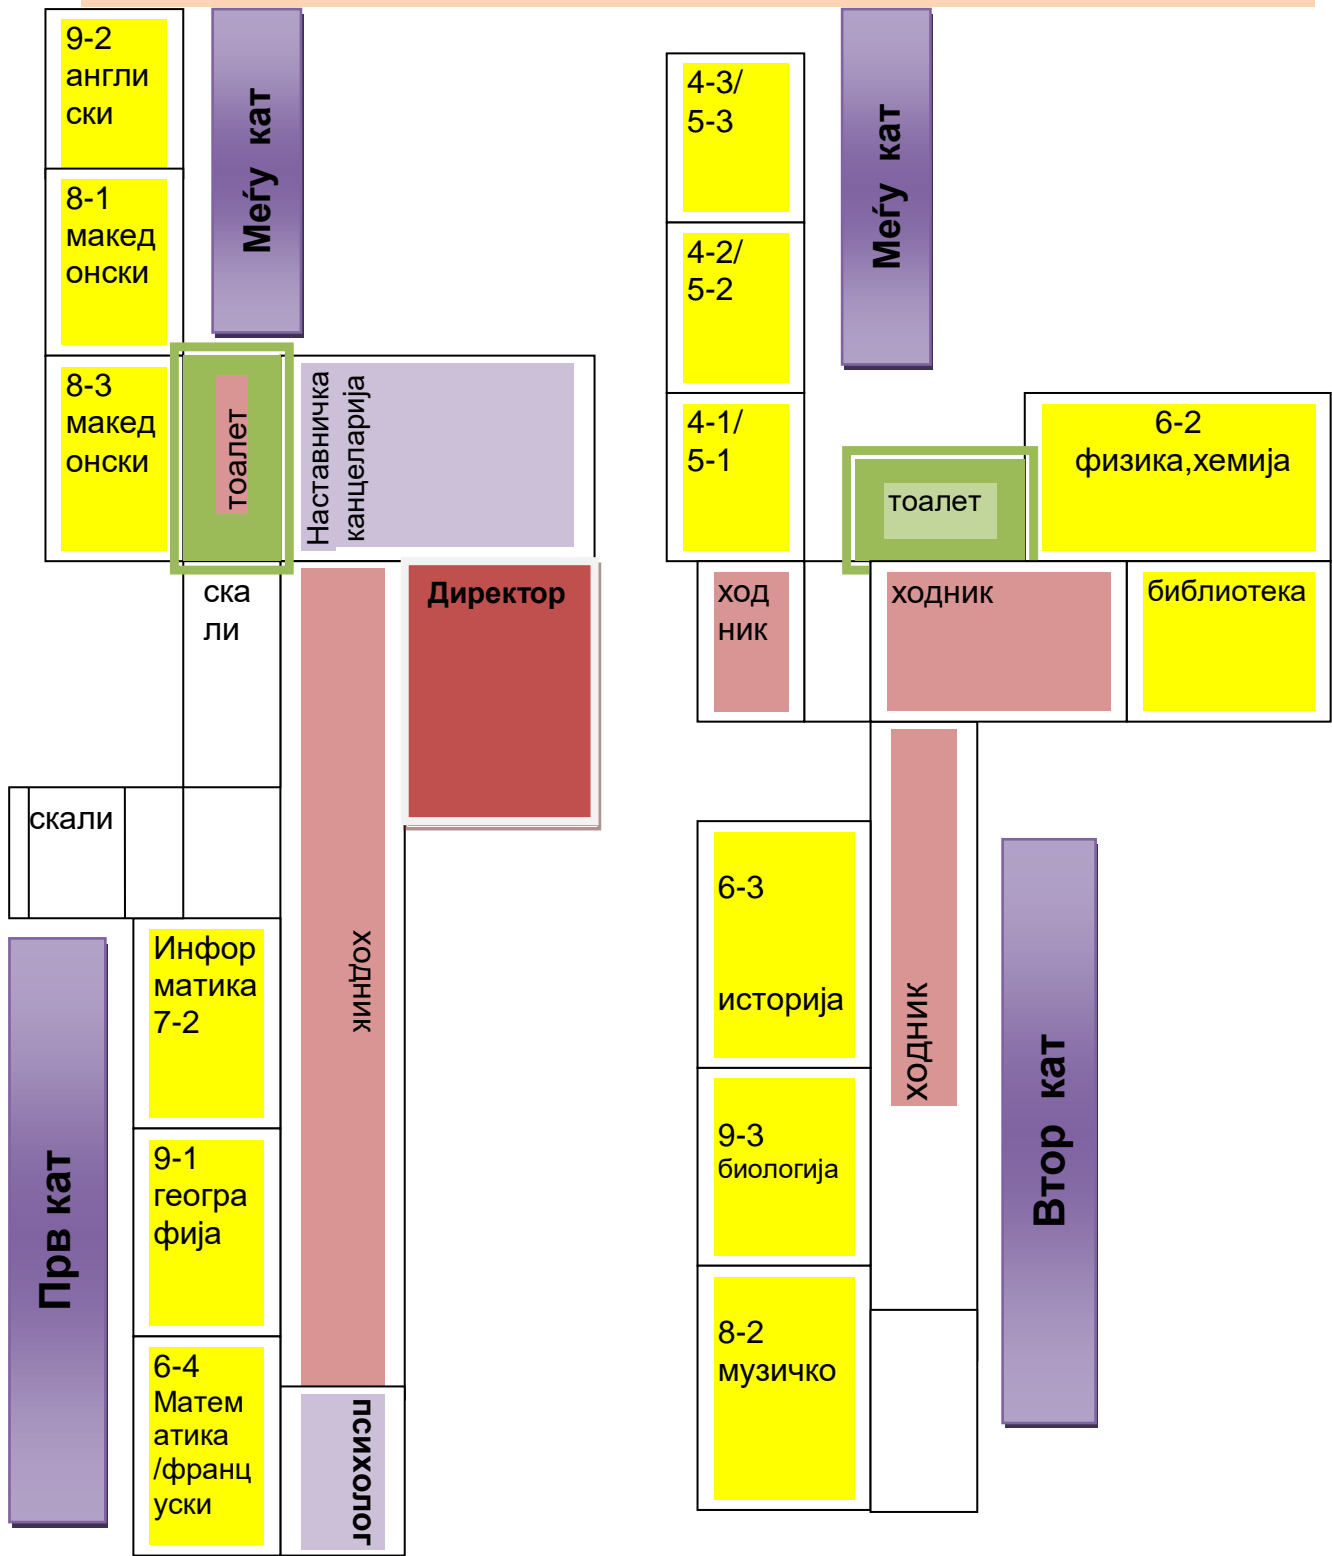 9-2
англи
ски
Меѓу кат
8-1
макед
онски
8-3
макед
онски
тоалет
Наставничка
канцеларија
ска
ли
Директор
скали
ходник
Прв кат
Инфор
матика
7-2
9-1
геогра
фија
6-4
Матем
атика
/франц
уски
психолог
4-3/
5-3
Меѓу кат
4-2/
5-2
4-1/
5-1
тоалет
6-2
физика,хемија
ход
ник
ходник
библиотека
6-3
историја
ходник
Втор кат
9-3
биологија
8-2
музичко